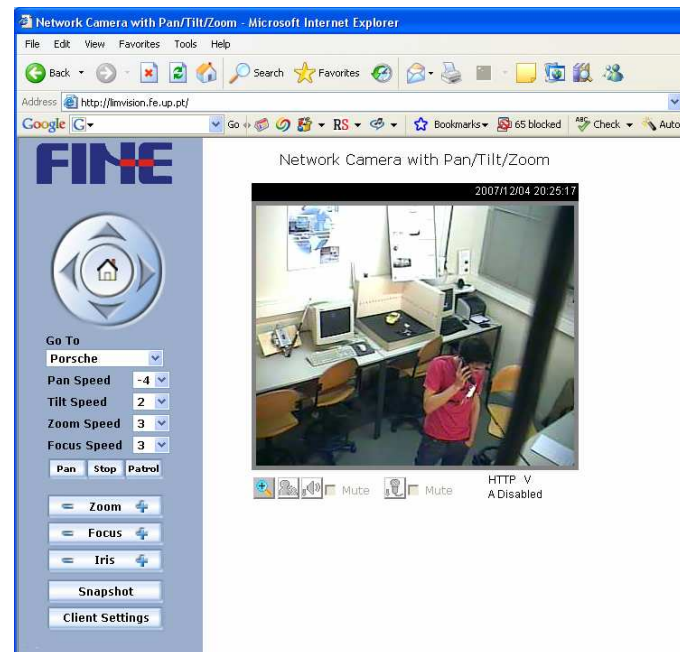 Network Camera with Pan/Tilt/Zoom - Microsoft Internet Explorer
File Edit View Favorites Tools Help
Back Search Favorites
Address http://limvision.fe.up.pt/
Google G Go RS Bookmarks 65 blocked ABC Check Auto
FINE
Network Camera with Pan/Tilt/Zoom
2007/12/04 20:25:17
Go To
Porsche
Pan Speed -4
Tilt Speed 2
Zoom Speed 3
Focus Speed 3
Pan Stop Patrol
Zoom
Focus
Iris
Snapshot
Client Settings
Mute Mute HTTP V
A Disabled